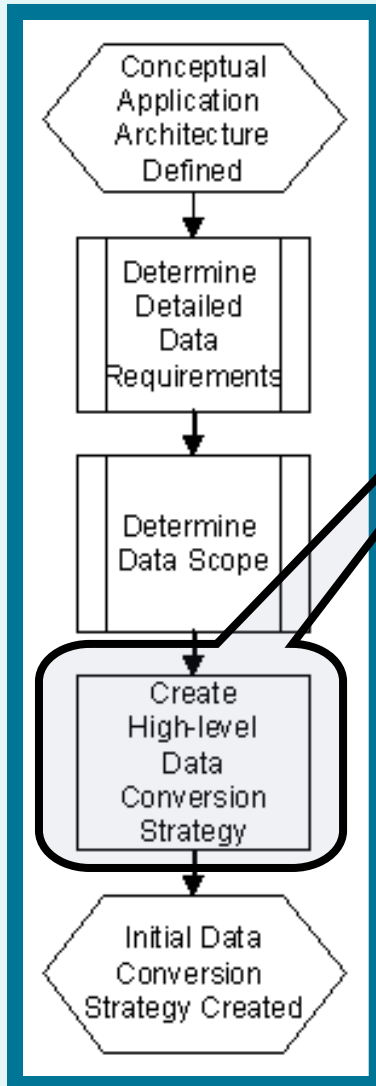 Conceptual
Application
Architecture
Defined
Determine
Detailed
Data
Requirements
Determine
Data Scope
Create
High-level
Data
Conversion
Strategy
Initial Data
Conversion
Strategy Created